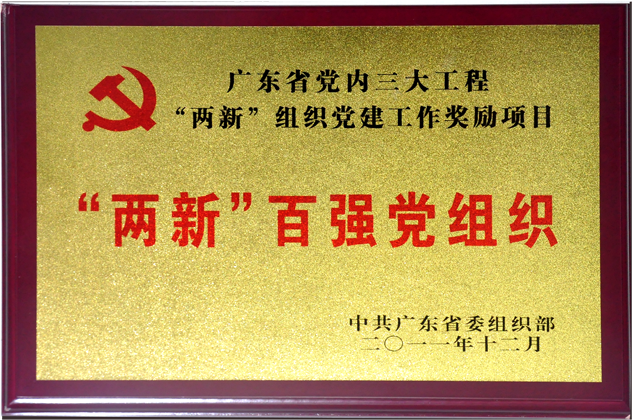 广东省党内三大工程
“两新”组织党建工作奖励项目
“两新”百强党组织
中共广东省委组织部
二〇一一年十二月